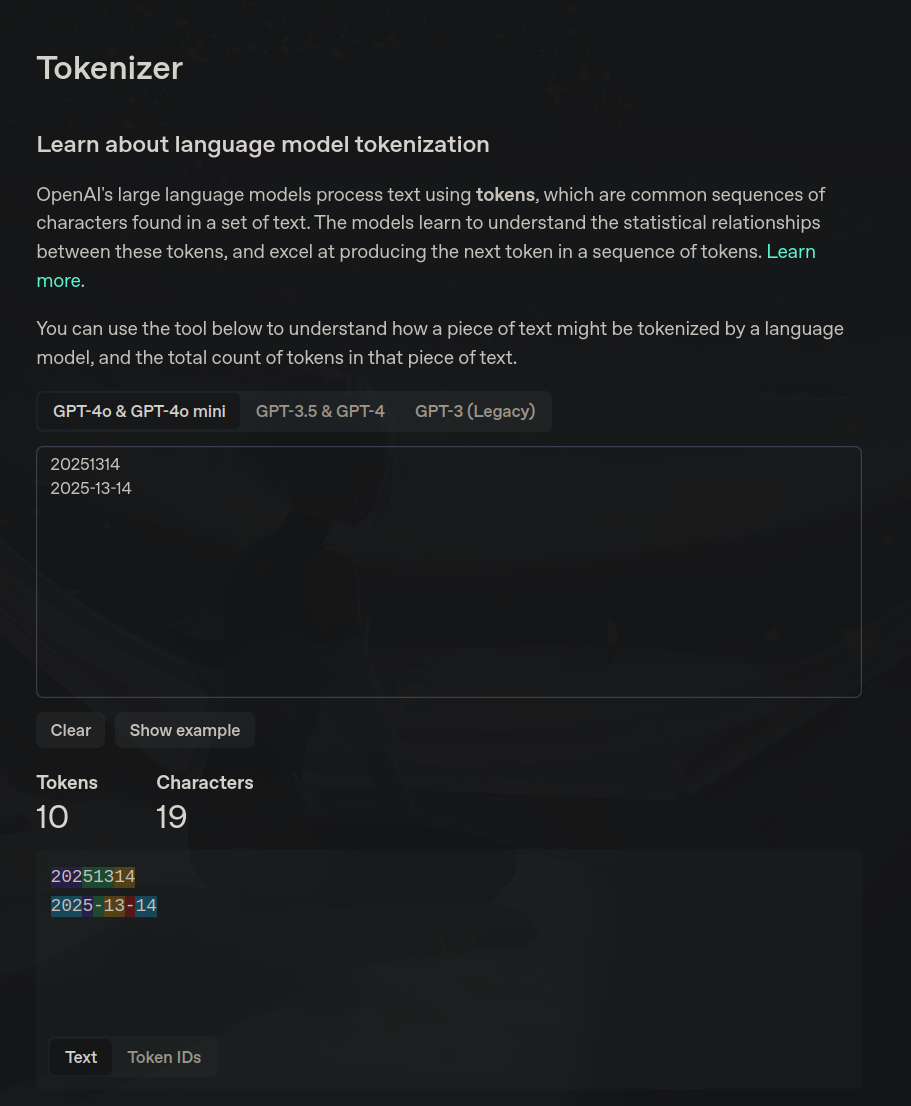 Tokenizer
Learn about language model tokenization
OpenAI's large language models process text using tokens, which are common sequences of
characters found in a set of text. The models learn to understand the statistical relationships
between these tokens, and excel at producing the next token in a sequence of tokens. Learn
more.
You can use the tool below to understand how a piece of text might be tokenized by a language
model, and the total count of tokens in that piece of text.
GPT-4o & GPT-4o mini GPT-3.5 & GPT-4 GPT-3 (Legacy)
20251314
2025-13-14
Clear Show example
Tokens Characters
10 19
20251314
2025-13-14
Text Token IDs